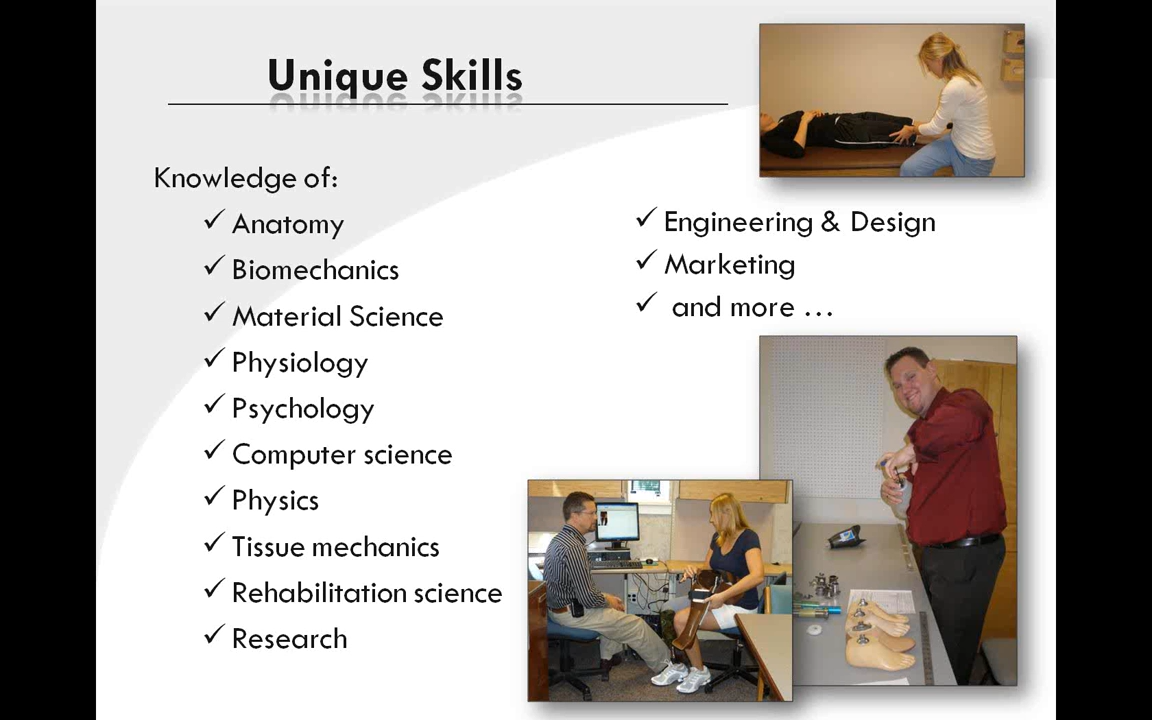 Unique Skills
Knowledge of:
✓ Anatomy
✓ Biomechanics
✓ Material Science
✓ Physiology
✓ Psychology
✓ Computer science
✓ Physics
✓ Tissue mechanics
✓ Rehabilitation science
✓ Research
✓ Engineering & Design
✓ Marketing
✓ and more ...